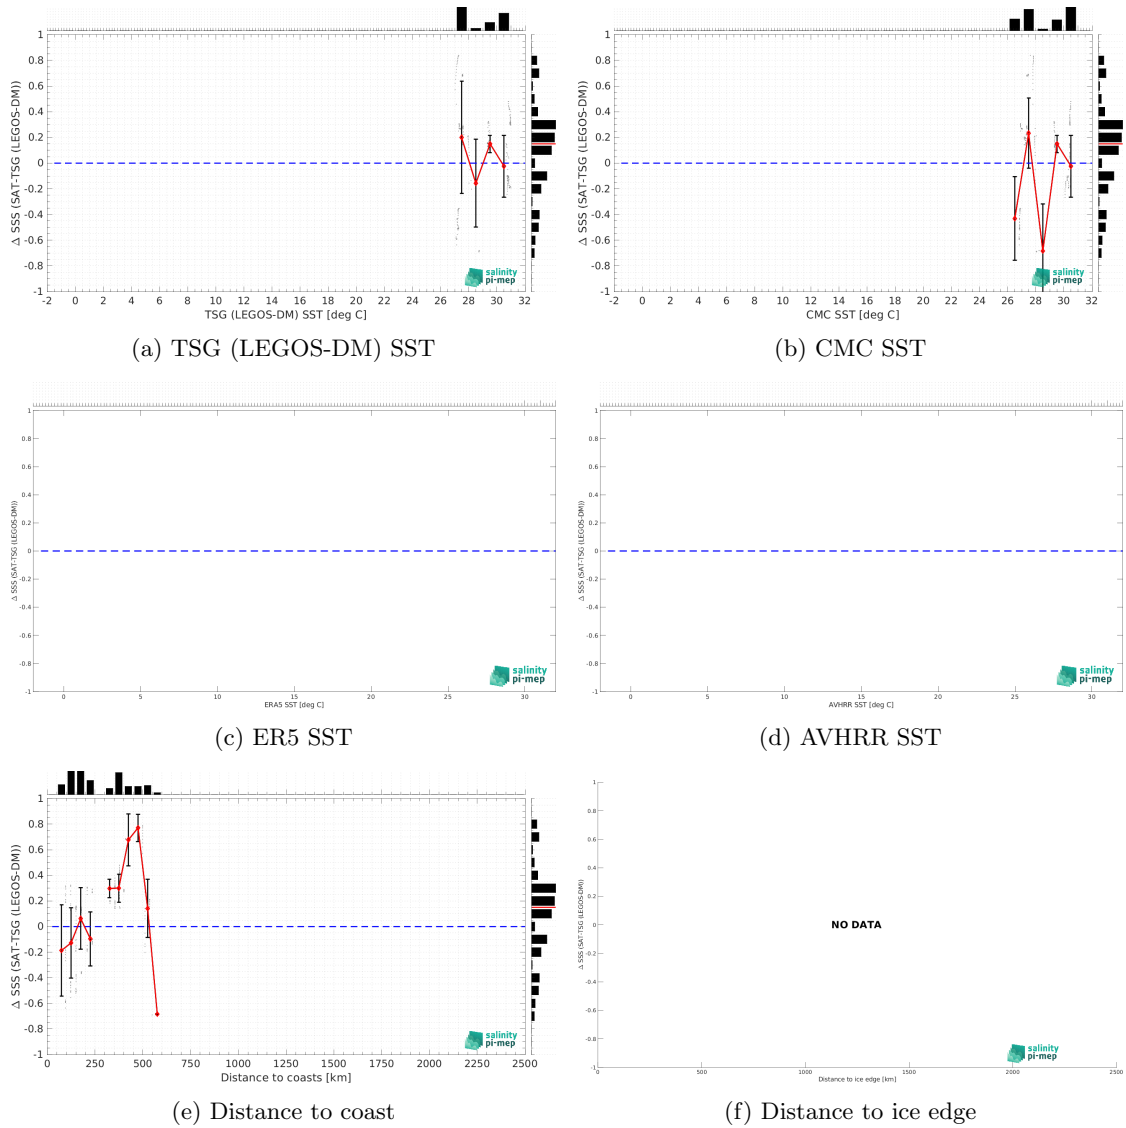 Δ SSS (SAT-TSG (LEGOS-DM))
1
0.8
0.6
0.4
0.2
0
-0.2
-0.4
-0.6
-0.8
-1
-2 0 2 4 6 8 10 12 14 16 18 20 22 24 26 28 30 32
TSG (LEGOS-DM) SST [deg C]
salinity
pi-mep
(a) TSG (LEGOS-DM) SST
Δ SSS (SAT-TSG (LEGOS-DM))
1
0.8
0.6
0.4
0.2
0
-0.2
-0.4
-0.6
-0.8
-1
-2 0 2 4 6 8 10 12 14 16 18 20 22 24 26 28 30 32
CMC SST [deg C]
salinity
pi-mep
(b) CMC SST
Δ SSS (SAT-TSG (LEGOS-DM))
1
0.8
0.6
0.4
0.2
0
-0.2
-0.4
-0.6
-0.8
-1
0 5 10 15 20 25 30
ERA5 SST [deg C]
salinity
pi-mep
(c) ER5 SST
Δ SSS (SAT-TSG (LEGOS-DM))
1
0.8
0.6
0.4
0.2
0
-0.2
-0.4
-0.6
-0.8
-1
0 5 10 15 20 25 30
AVHRR SST [deg C]
salinity
pi-mep
(d) AVHRR SST
Δ SSS (SAT-TSG (LEGOS-DM))
1
0.8
0.6
0.4
0.2
0
-0.2
-0.4
-0.6
-0.8
-1
0 250 500 750 1000 1250 1500 1750 2000 2250 2500
Distance to coasts [km]
salinity
pi-mep
(e) Distance to coast
Δ SSS (SAT-TSG (LEGOS-DM))
1
0.8
0.6
0.4
0.2
0
-0.2
-0.4
-0.6
-0.8
-1
NO DATA
0 500 1000 1500 2000 2500
Distance to ice edge [km]
salinity
pi-mep
(f) Distance to ice edge